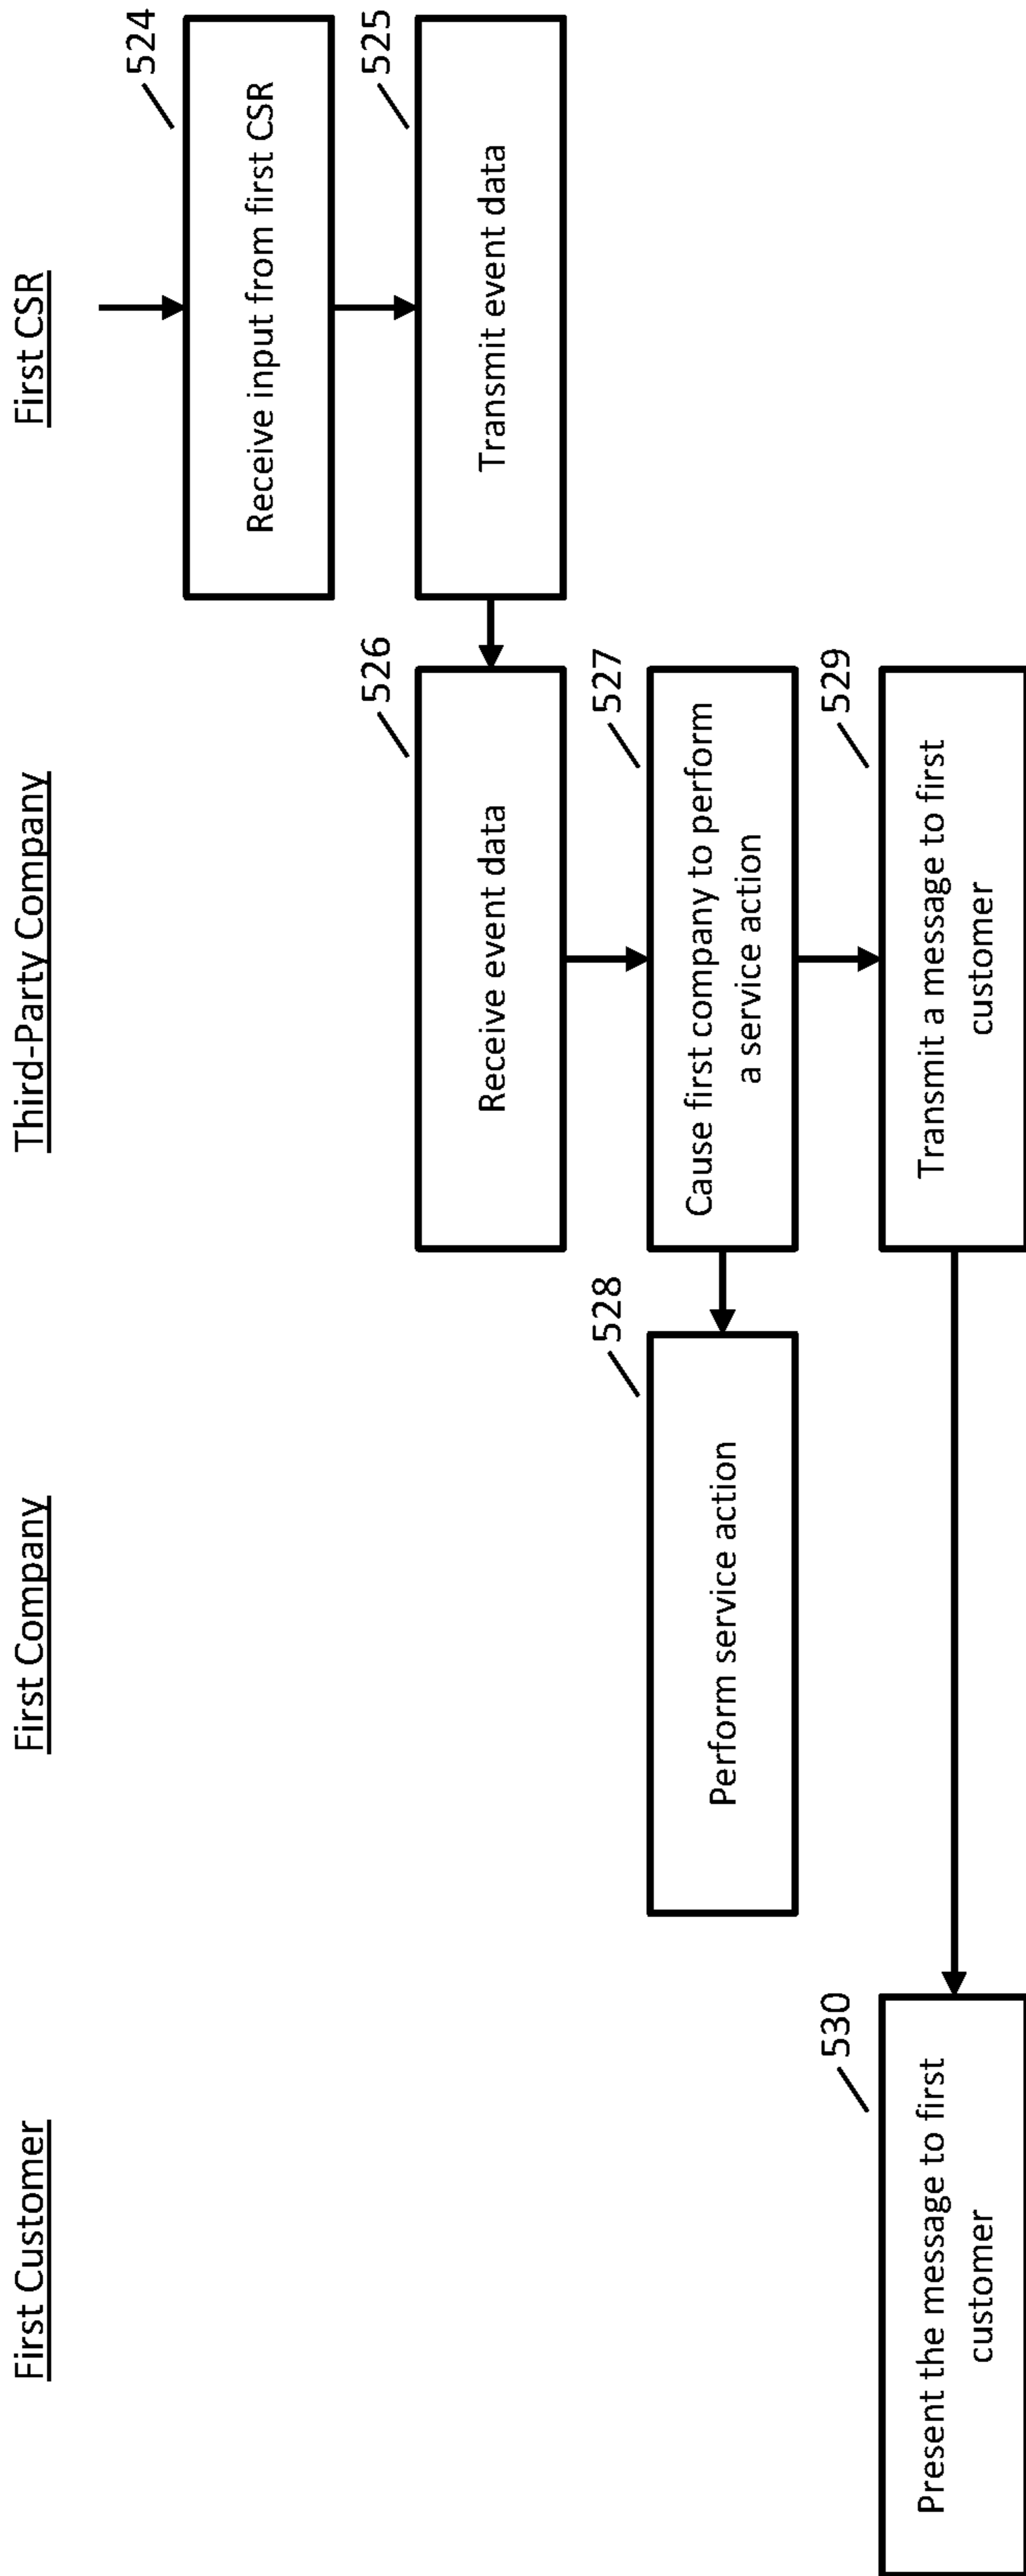 First Customer
First Company
Third-Party Company
First CSR
524
Receive input from first CSR
525
Transmit event data
526
Receive event data
527
Cause first company to perform
a service action
528
Perform service action
529
Transmit a message to first
customer
530
Present the message to first
customer